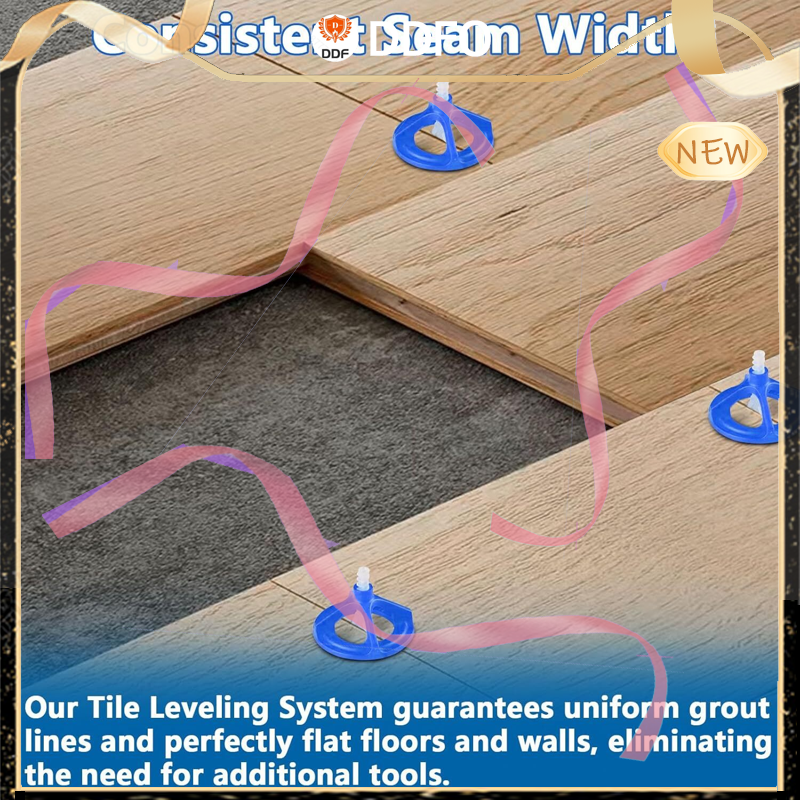 Consistent Seam Width
DDFO
DDF
NEW
Our Tile Leveling System guarantees uniform grout
lines and perfectly flat floors and walls, eliminating
the need for additional tools.